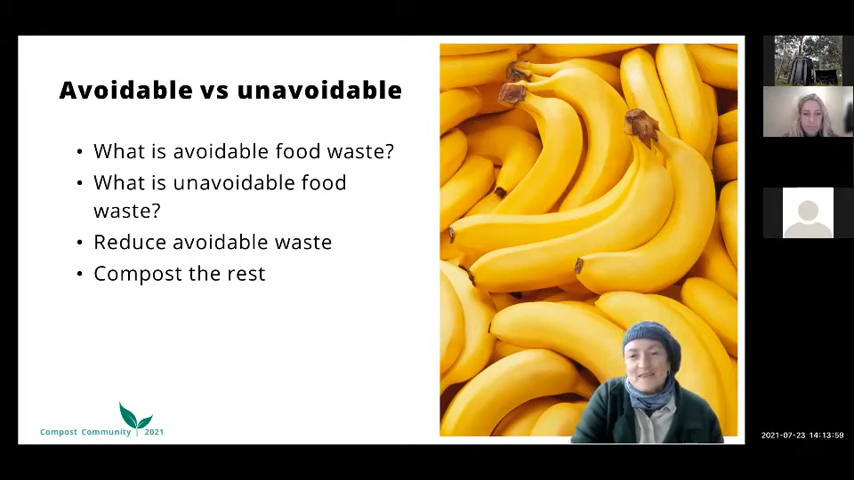 Avoidable vs unavoidable
• What is avoidable food waste?
• What is unavoidable food
waste?
• Reduce avoidable waste
• Compost the rest
Compost Community | 2021
2021-07-23 14:13:59